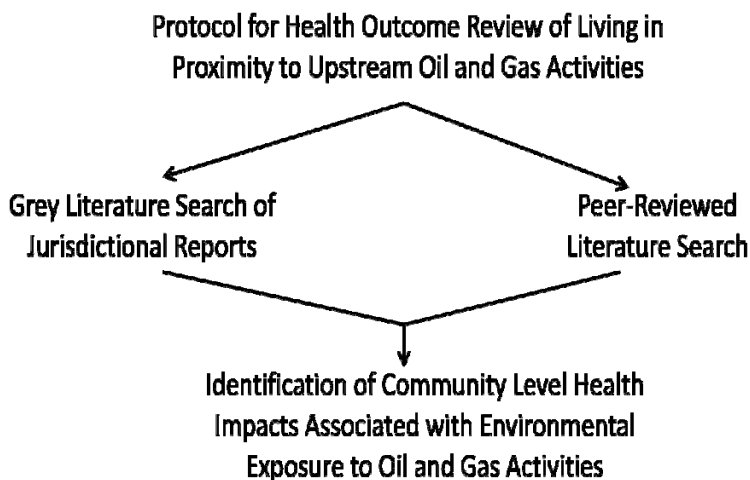 Protocol for Health Outcome Review of Living in
Proximity to Upstream Oil and Gas Activities
Grey Literature Search of
Jurisdictional Reports
Peer-Reviewed
Literature Search
Identification of Community Level Health
Impacts Associated with Environmental
Exposure to Oil and Gas Activities